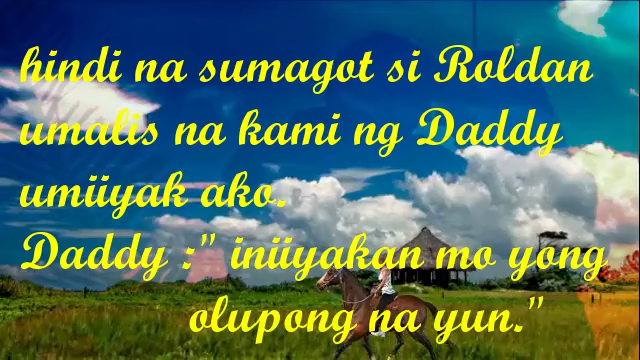 hindi na sumagot si Roldan
umalis na kami ng Daddy
umiiyak ako.
Daddy :" iniiyakan mo yong
olupong na yun."